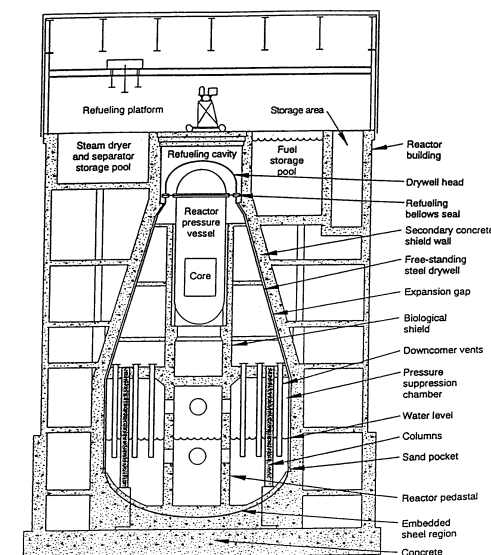 Refueling platform
Storage area
Steam dryer
and separator
storage pool
Refueling cavity
Fuel
storage
pool
Reactor
building
Drywell head
Refueling
bellows seal
Reactor
pressure
vessel
Secondary concrete
shield wall
Free-standing
steel drywell
Core
Expansion gap
Biological
shield
Downcomer vents
Pressure
suppression
chamber
Water level
Columns
Sand pocket
Reactor pedastal
Embedded
sheel region
Concrete